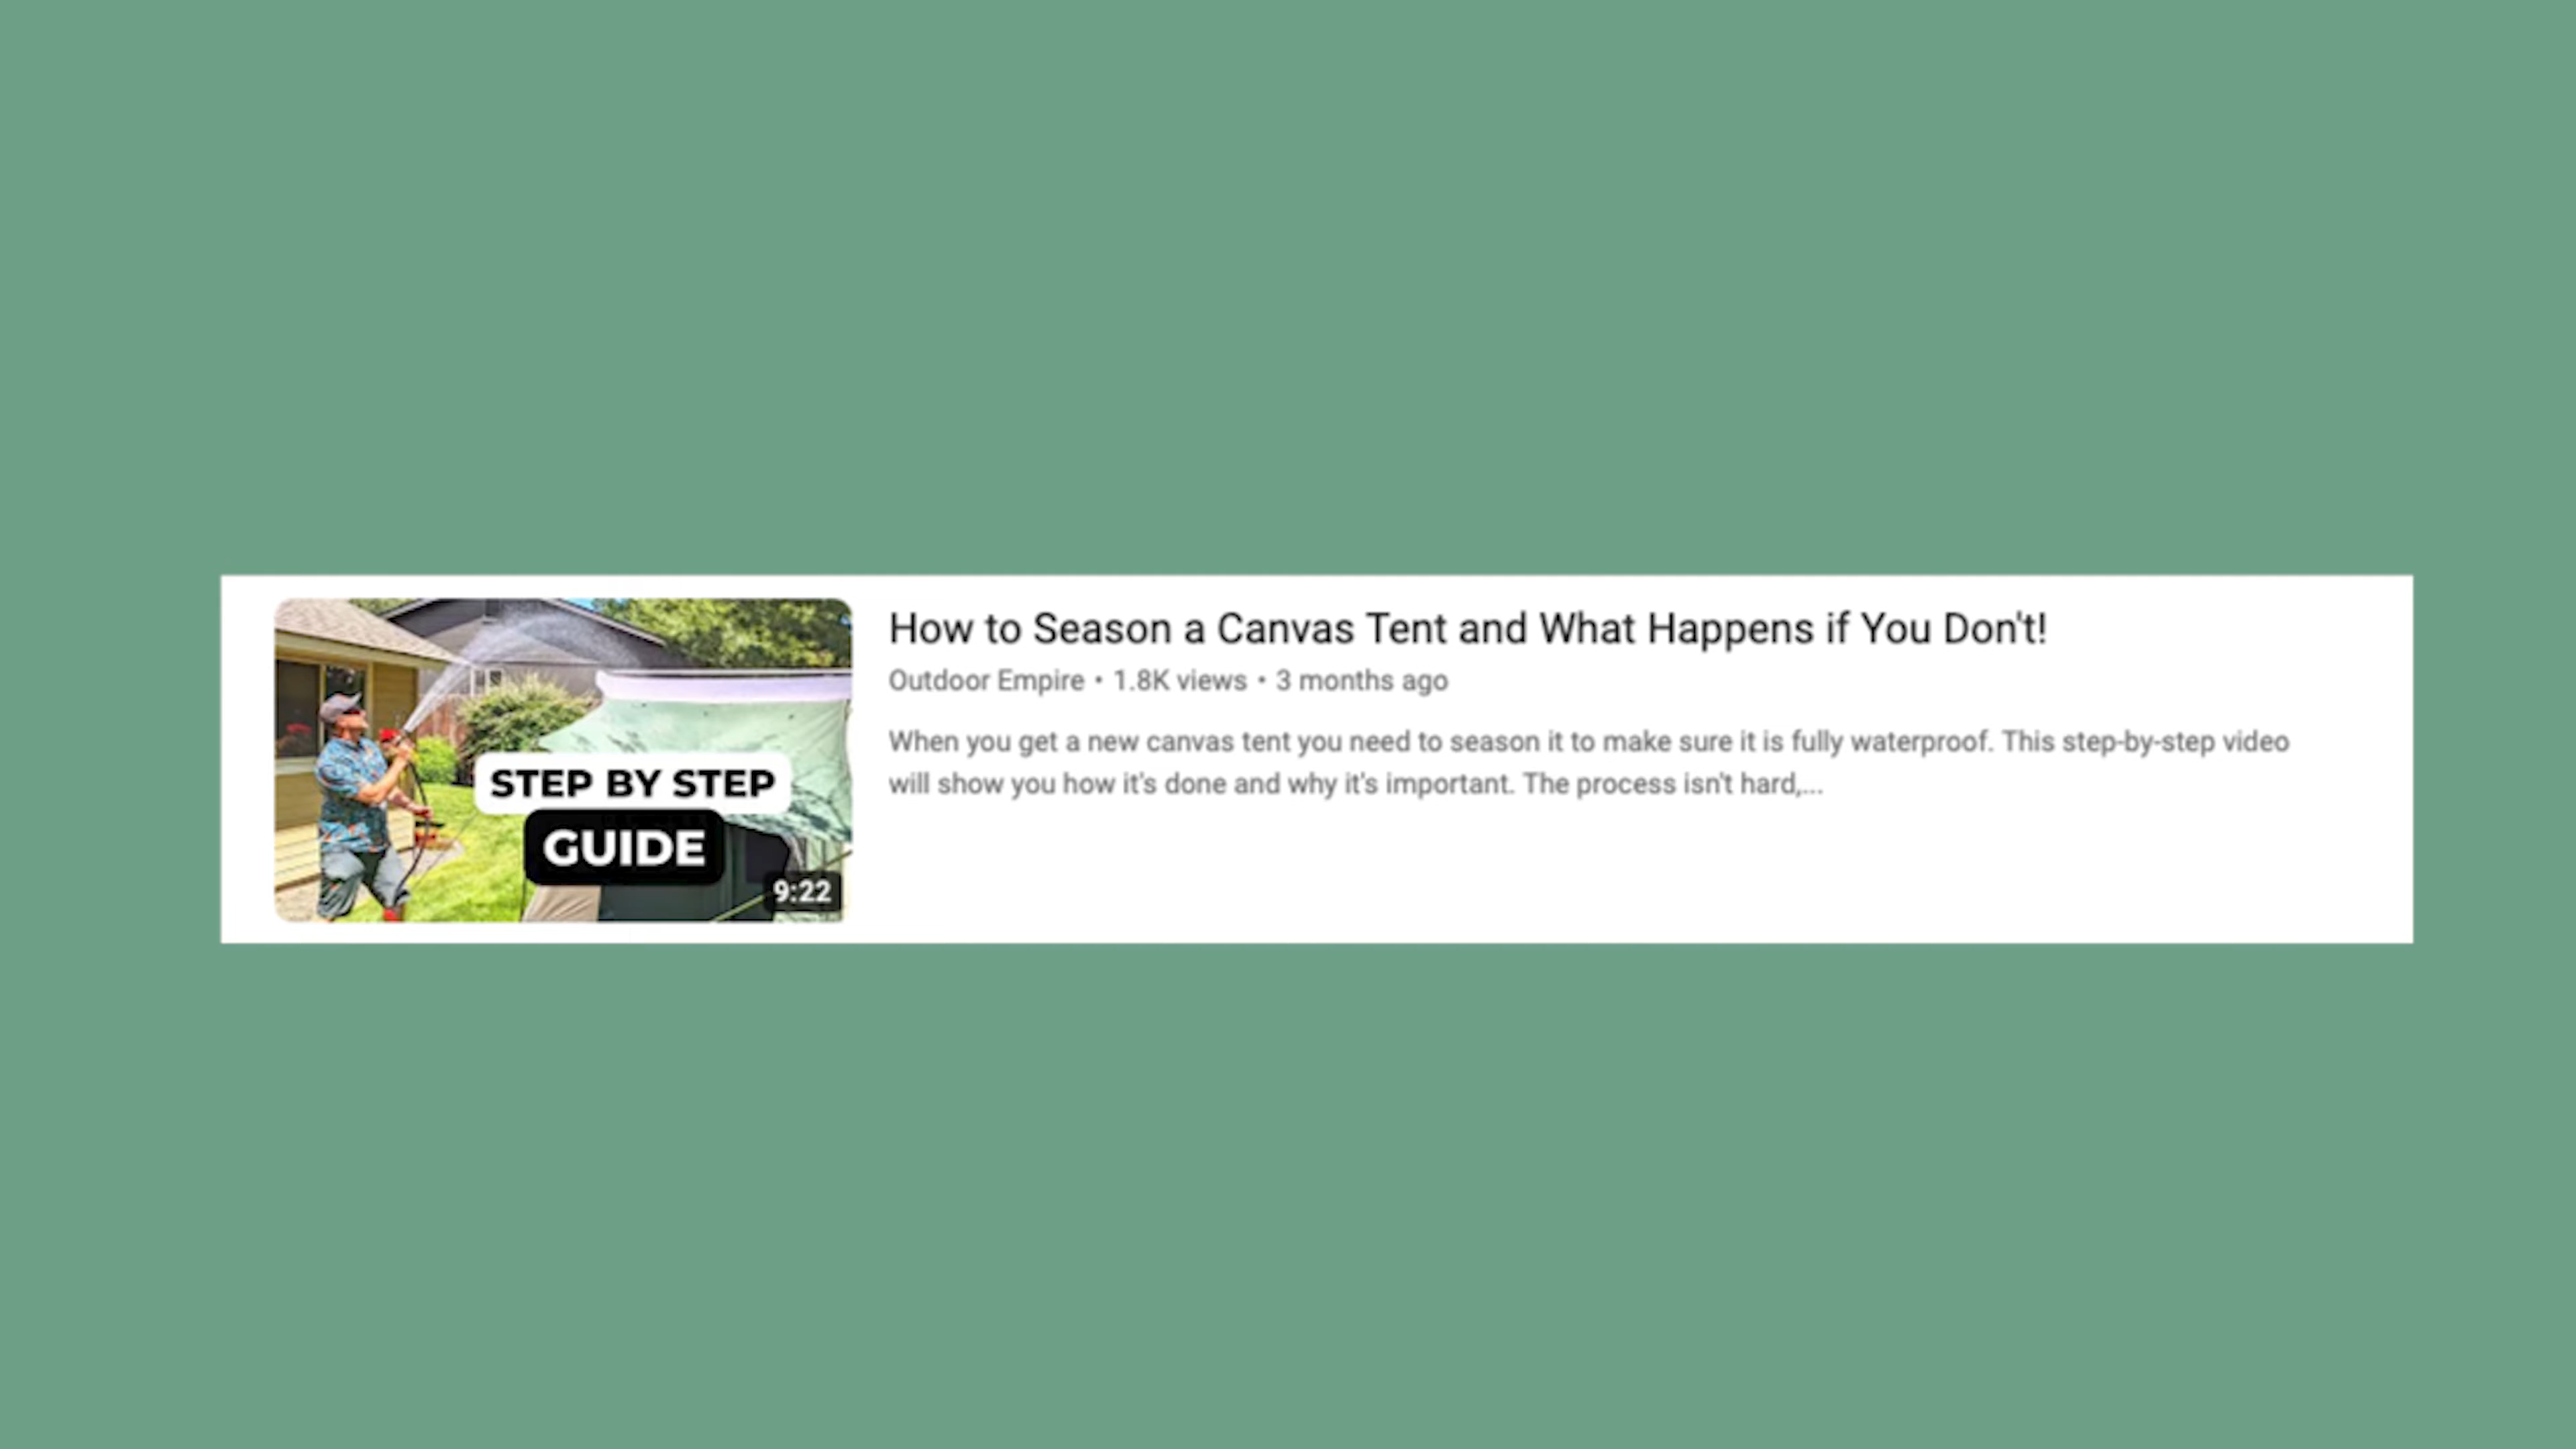 STEP BY STEP
GUIDE
9:22
How to Season a Canvas Tent and What Happens if You Don't!
Outdoor Empire • 1.8K views • 3 months ago
When you get a new canvas tent you need to season it to make sure it is fully waterproof. This step-by-step video
will show you how it's done and why it's important. The process isn't hard,...